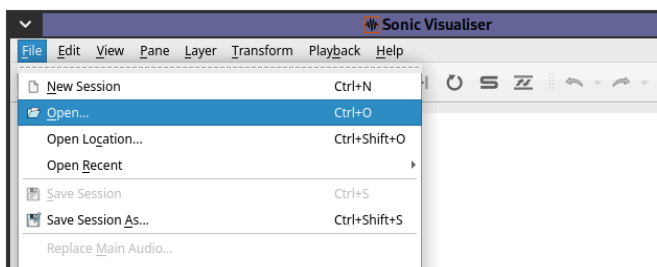 Sonic Visualiser
File Edit View Pane Layer Transform Playback Help
New Session Ctrl+N
Open... Ctrl+O
Open Location... Ctrl+Shift+O
Open Recent
Save Session Ctrl+S
Save Session As... Ctrl+Shift+S
Replace Main Audio...